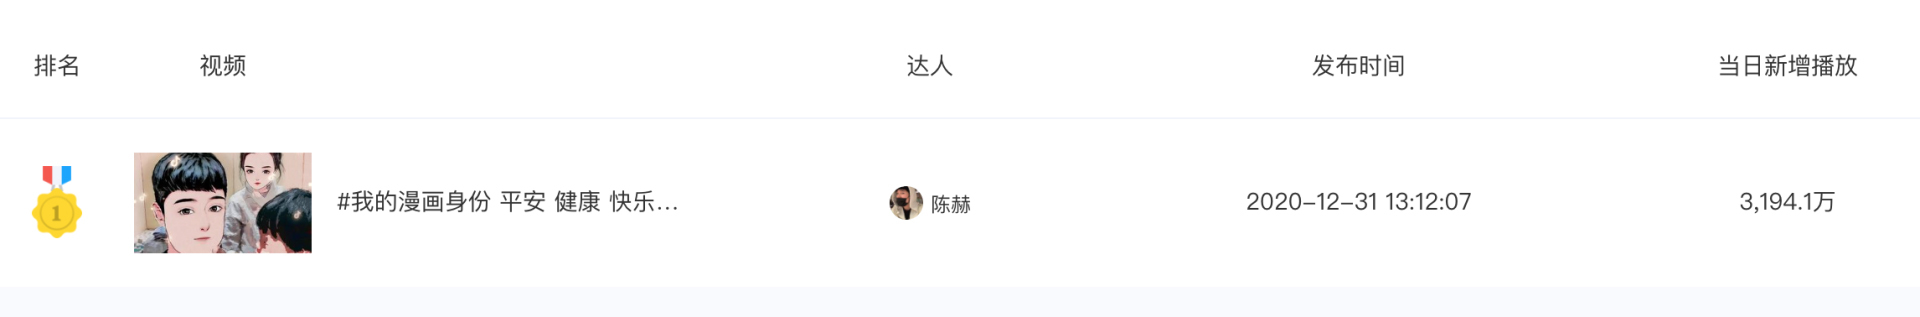 排名 视频 达人 发布时间 当日新增播放
1 #我的漫画身份 平安 健康 快乐... 陈赫 2020-12-31 13:12:07 3,194.1万